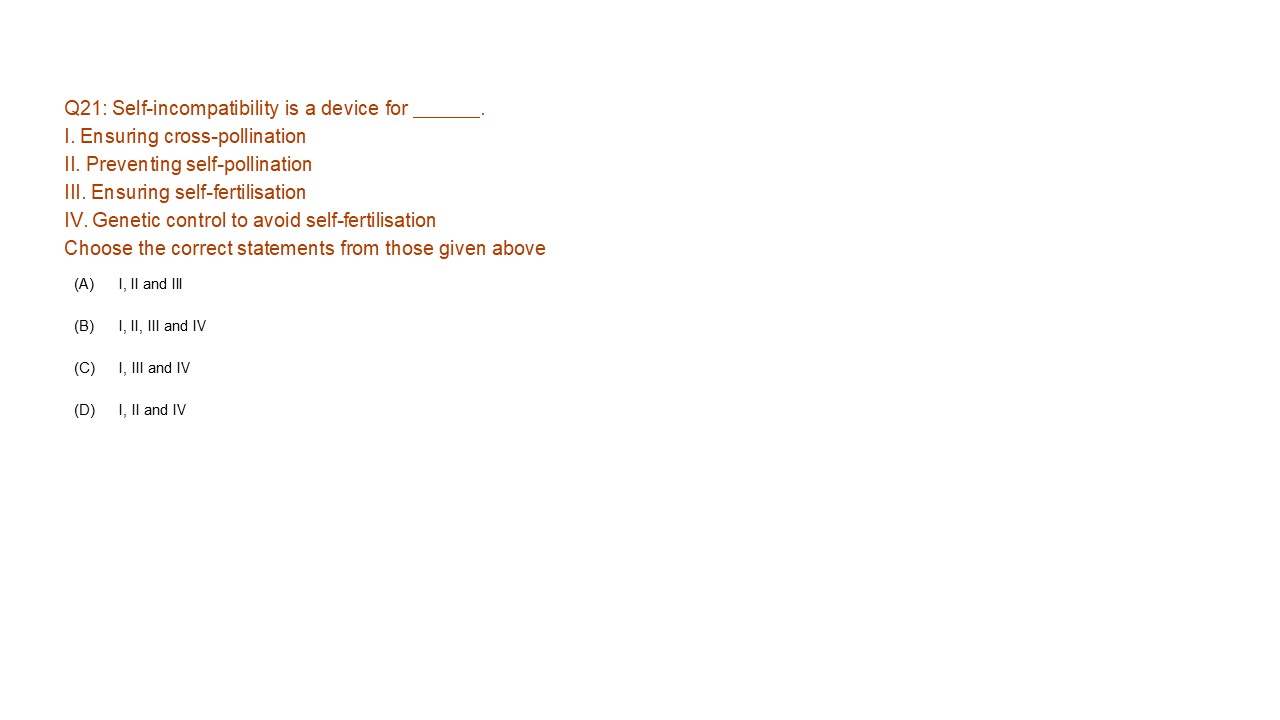 Q21: Self-incompatibility is a device for ______.
I. Ensuring cross-pollination
II. Preventing self-pollination
III. Ensuring self-fertilisation
IV. Genetic control to avoid self-fertilisation
Choose the correct statements from those given above
(A) I, II and III
(B) I, II, III and IV
(C) I, III and IV
(D) I, II and IV